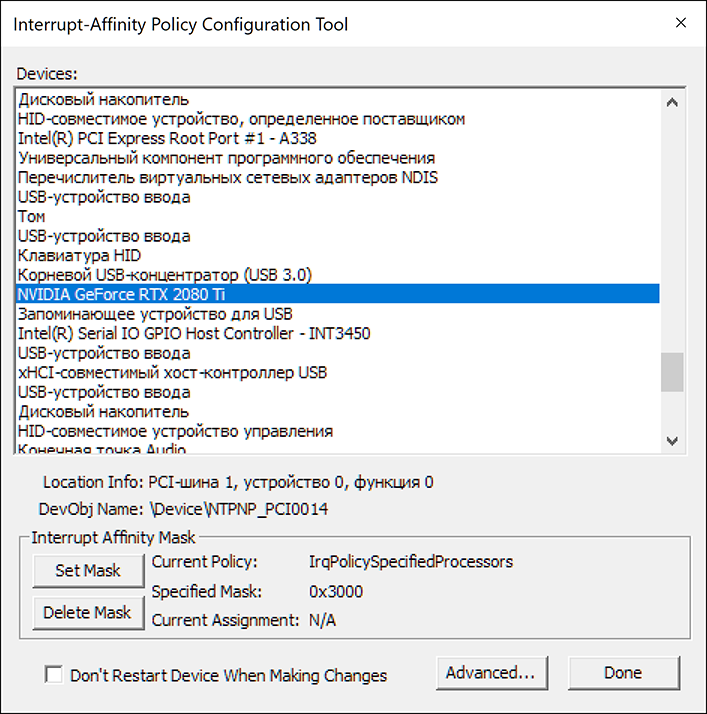 Interrupt-Affinity Policy Configuration Tool
Devices:
Дисковый накопитель
HID-совместимое устройство, определенное поставщиком
Intel(R) PCI Express Root Port #1 - A338
Универсальный компонент программного обеспечения
Перечислитель виртуальных сетевых адаптеров NDIS
USB-устройство ввода
Том
USB-устройство ввода
Клавиатура HID
Корневой USB-концентратор (USB 3.0)
NVIDIA GeForce RTX 2080 Ti
Запоминающее устройство для USB
Intel(R) Serial IO GPIO Host Controller - INT3450
USB-устройство ввода
xHCI-совместимый хост-контроллер USB
USB-устройство ввода
Дисковый накопитель
HID-совместимое устройство управления
Конечная точка Audio
Location Info: PCI-шина 1, устройство 0, функция 0
DevObj Name: \Device\NTPNP_PCI0014
Interrupt Affinity Mask
Set Mask
Current Policy: IrqPolicySpecifiedProcessors
Specified Mask: 0x3000
Delete Mask
Current Assignment: N/A
Don't Restart Device When Making Changes
Advanced...
Done